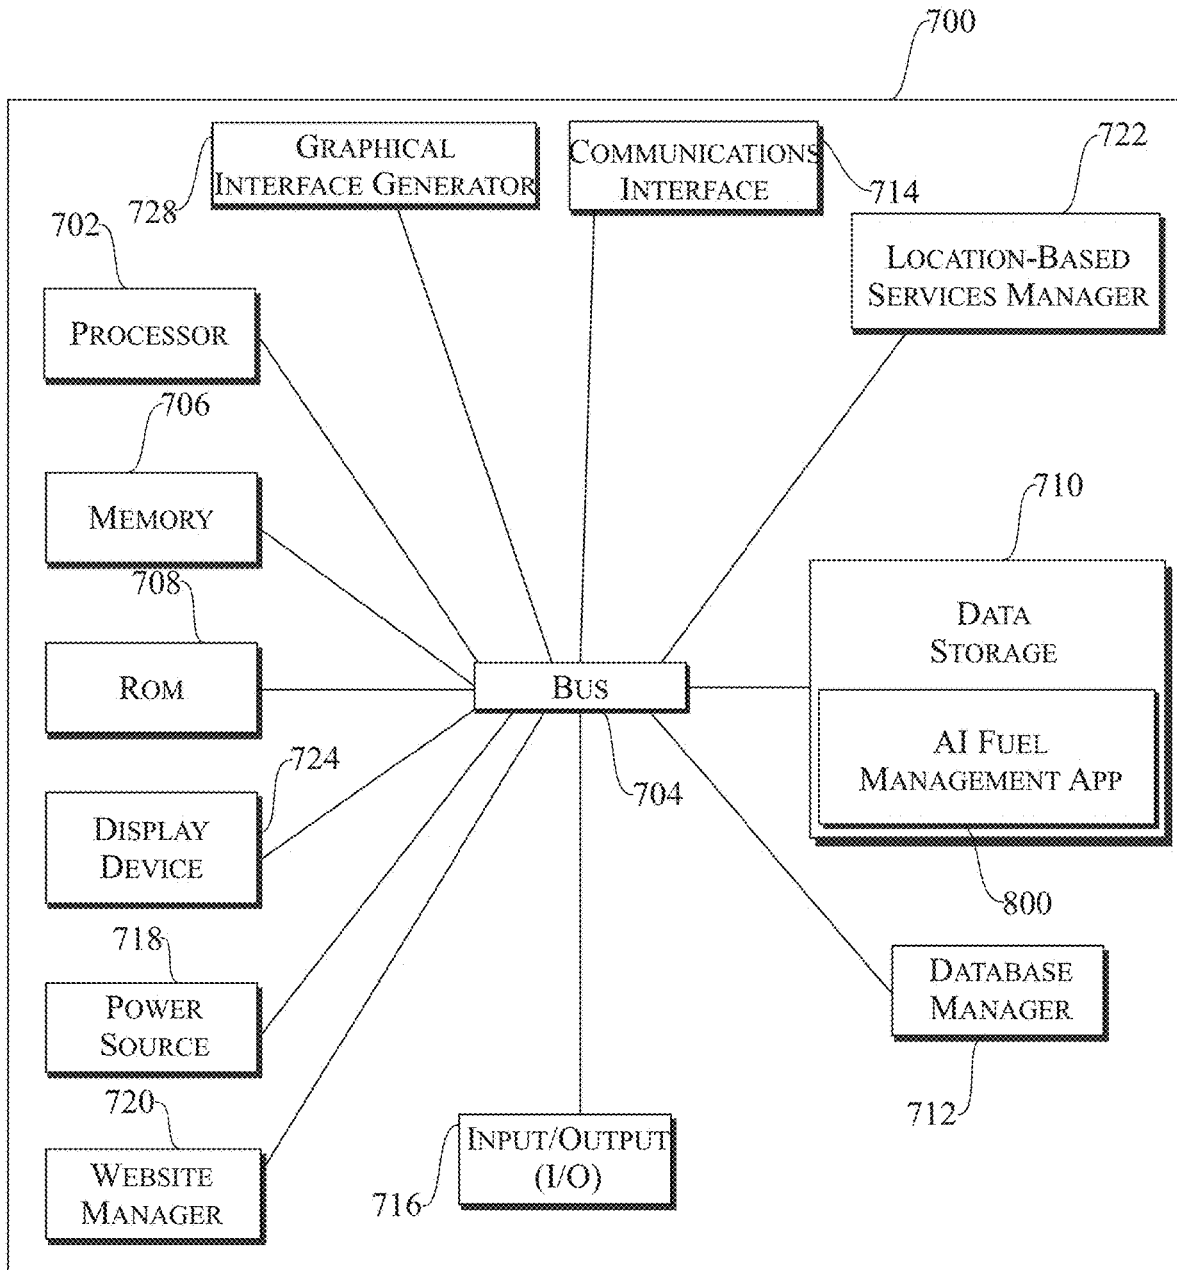 700
GRAPHICAL
INTERFACE GENERATOR
728
COMMUNICATIONS
INTERFACE
714
722
LOCATION-BASED
SERVICES MANAGER
702
PROCESSOR
706
MEMORY
710
DATA
STORAGE
AI FUEL
MANAGEMENT APP
800
708
ROM
BUS
704
724
DISPLAY
DEVICE
718
POWER
SOURCE
DATABASE
MANAGER
712
720
WEBSITE
MANAGER
INPUT/OUTPUT
(I/O)
716